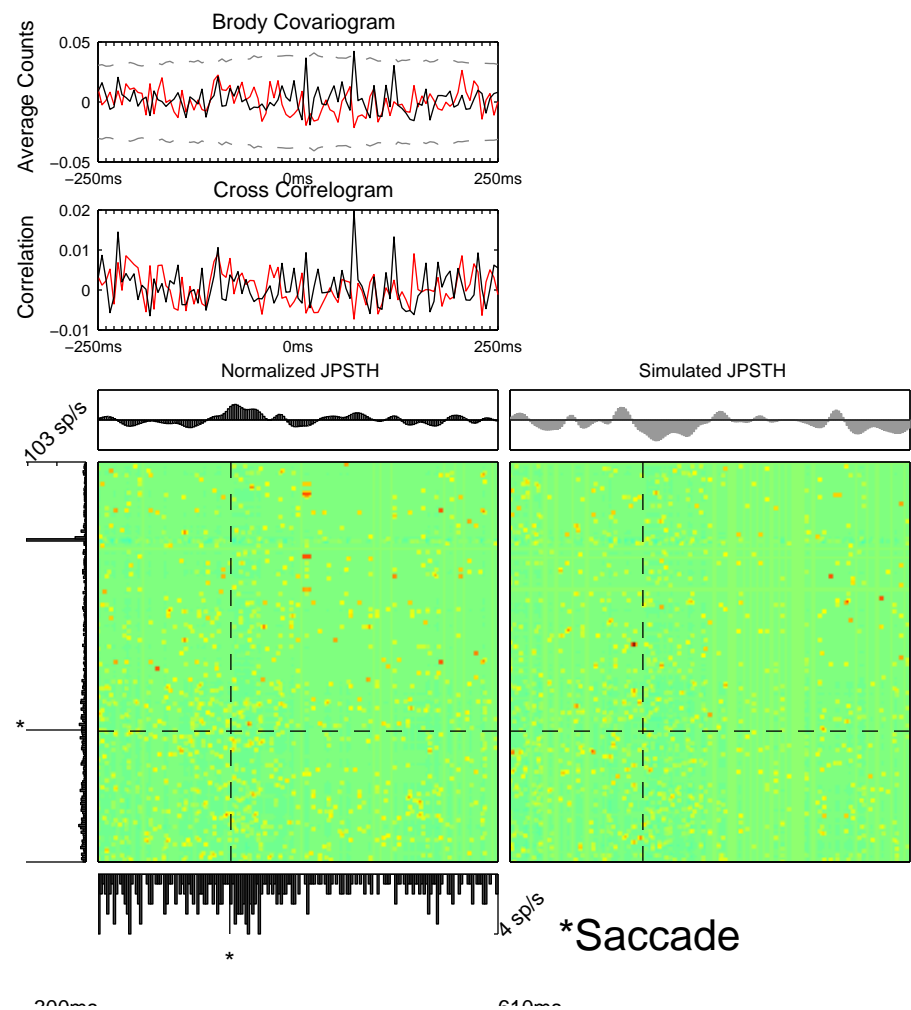 Brody Covariogram
Average Counts
0.05
0
−0.05
−250ms
0ms
250ms
Cross Correlogram
Correlation
0.02
0.01
0
−0.01
−250ms
0ms
250ms
Normalized JPSTH
Simulated JPSTH
103 sp/s
*
4 sp/s
*Saccade
*